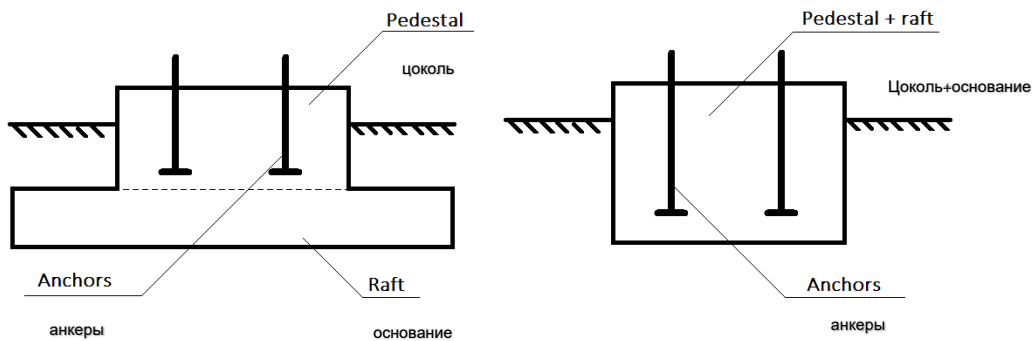 Pedestal
цоколь
Anchors
анкеры
Raft
основание
Pedestal + raft
Цоколь+основание
Anchors
анкеры